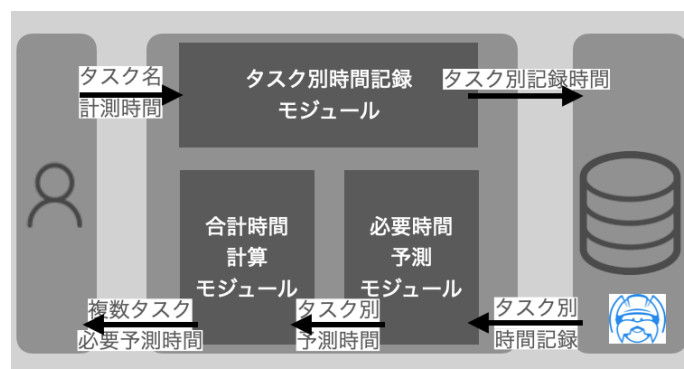 タスク名
計測時間
タスク別時間記録
モジュール
タスク別記録時間
合計時間
計算
モジュール
必要時間
予測
モジュール
複数タスク
必要予測時間
タスク別
予測時間
タスク別
時間記録